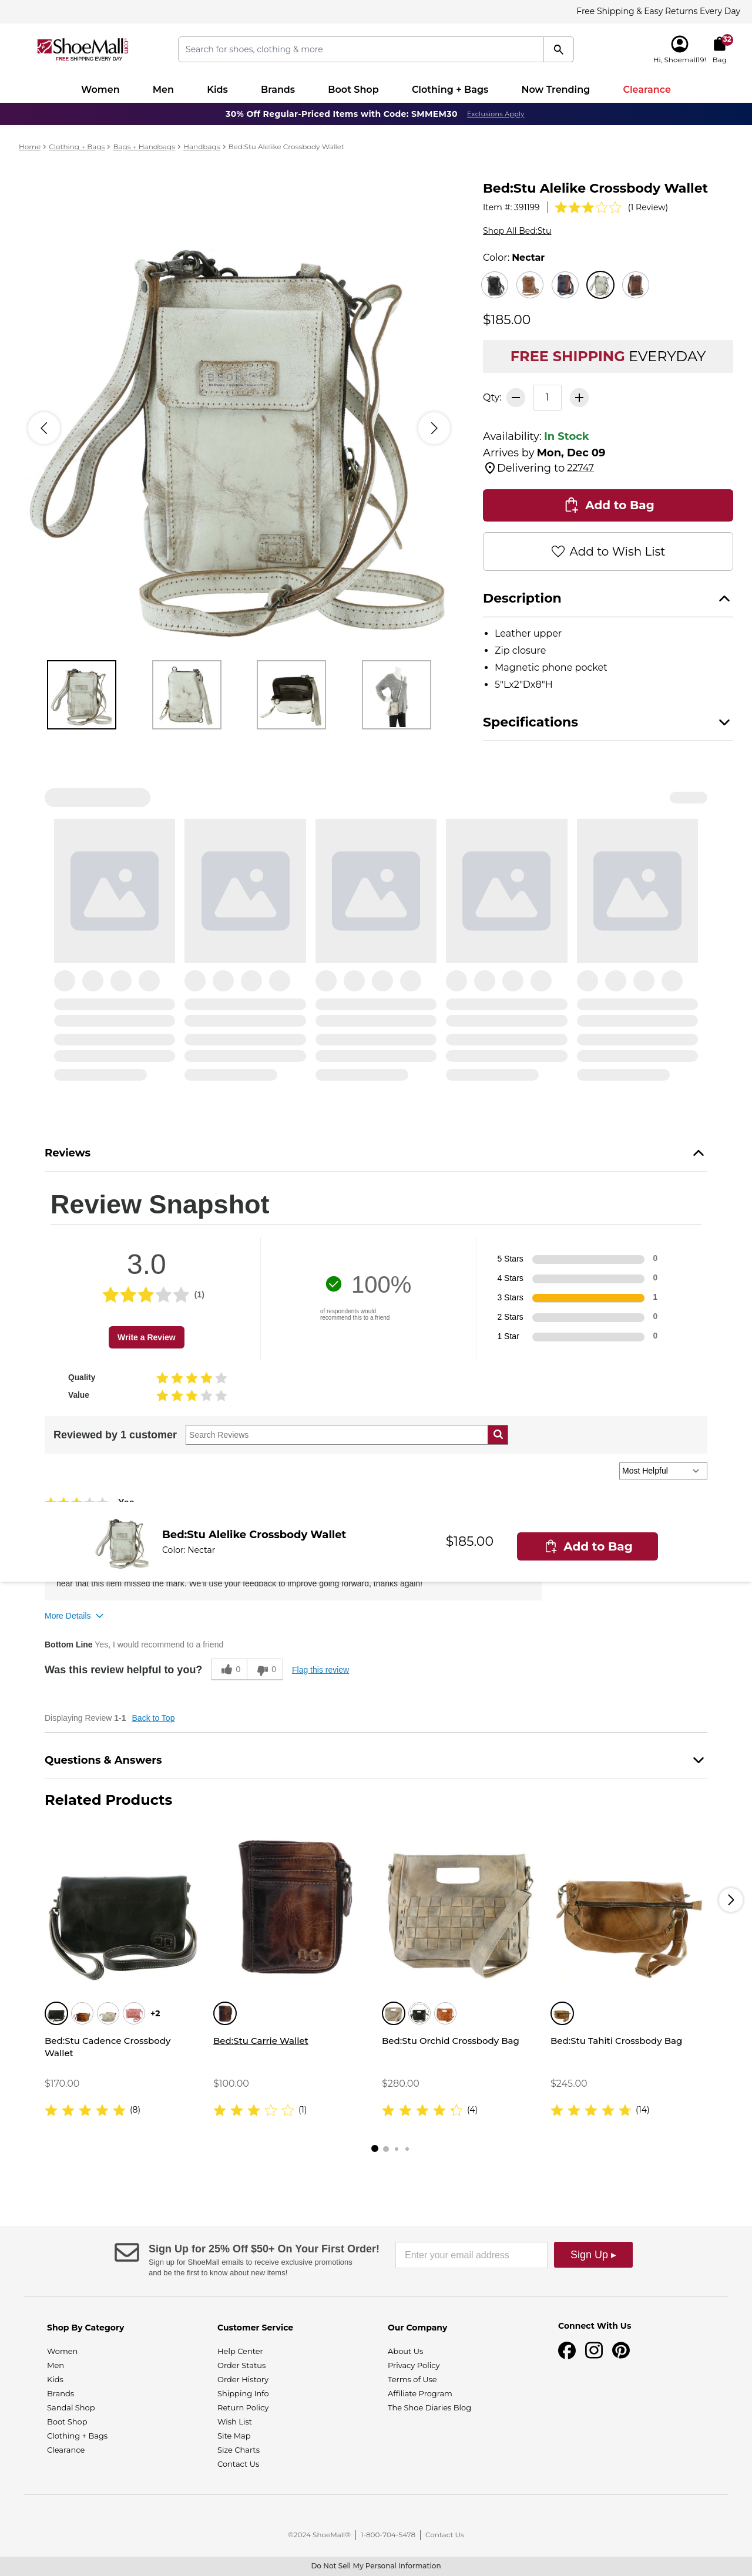 Free Shipping & Easy Returns Every Day
ShoeMall.com
FREE SHIPPING EVERY DAY
Search for shoes, clothing & more
Hi, Shoemall19!
32
Bag
Women Men Kids Brands Boot Shop Clothing + Bags Now Trending Clearance
30% Off Regular-Priced Items with Code: SMMEM30 Exclusions Apply
Home > Clothing + Bags > Bags + Handbags > Handbags > Bed:Stu Alelike Crossbody Wallet
Bed:Stu Alelike Crossbody Wallet
Item #: 391199 (1 Review)
Shop All Bed:Stu
Color: Nectar
$185.00
FREE SHIPPING EVERYDAY
Qty: 1
Availability: In Stock
Arrives by Mon, Dec 09
Delivering to 22747
Add to Bag
Add to Wish List
Description
• Leather upper
• Zip closure
• Magnetic phone pocket
• 5"Lx2"Dx8"H
Specifications
Reviews
Review Snapshot
3.0
(1)
Write a Review
100%
of respondents would
recommend this to a friend
5 Stars 0
4 Stars 0
3 Stars 1
2 Stars 0
1 Star 0
Quality
Value
Reviewed by 1 customer
Search Reviews
Most Helpful
Bed:Stu Alelike Crossbody Wallet
Color: Nectar
$185.00
Add to Bag
hear that this item missed the mark. We'll use your feedback to improve going forward, thanks again!
More Details
Bottom Line Yes, I would recommend to a friend
Was this review helpful to you? 0 0 Flag this review
Displaying Review 1-1 Back to Top
Questions & Answers
Related Products
+2
Bed:Stu Cadence Crossbody
Wallet
$170.00
(8)
Bed:Stu Carrie Wallet
$100.00
(1)
Bed:Stu Orchid Crossbody Bag
$280.00
(4)
Bed:Stu Tahiti Crossbody Bag
$245.00
(14)
Sign Up for 25% Off $50+ On Your First Order!
Sign up for ShoeMall emails to receive exclusive promotions
and be the first to know about new items!
Enter your email address
Sign Up ▸
Shop By Category
Women
Men
Kids
Brands
Sandal Shop
Boot Shop
Clothing + Bags
Clearance
Customer Service
Help Center
Order Status
Order History
Shipping Info
Return Policy
Wish List
Site Map
Size Charts
Contact Us
Our Company
About Us
Privacy Policy
Terms of Use
Affiliate Program
The Shoe Diaries Blog
Connect With Us
©2024 ShoeMall® | 1-800-704-5478 | Contact Us
Do Not Sell My Personal Information